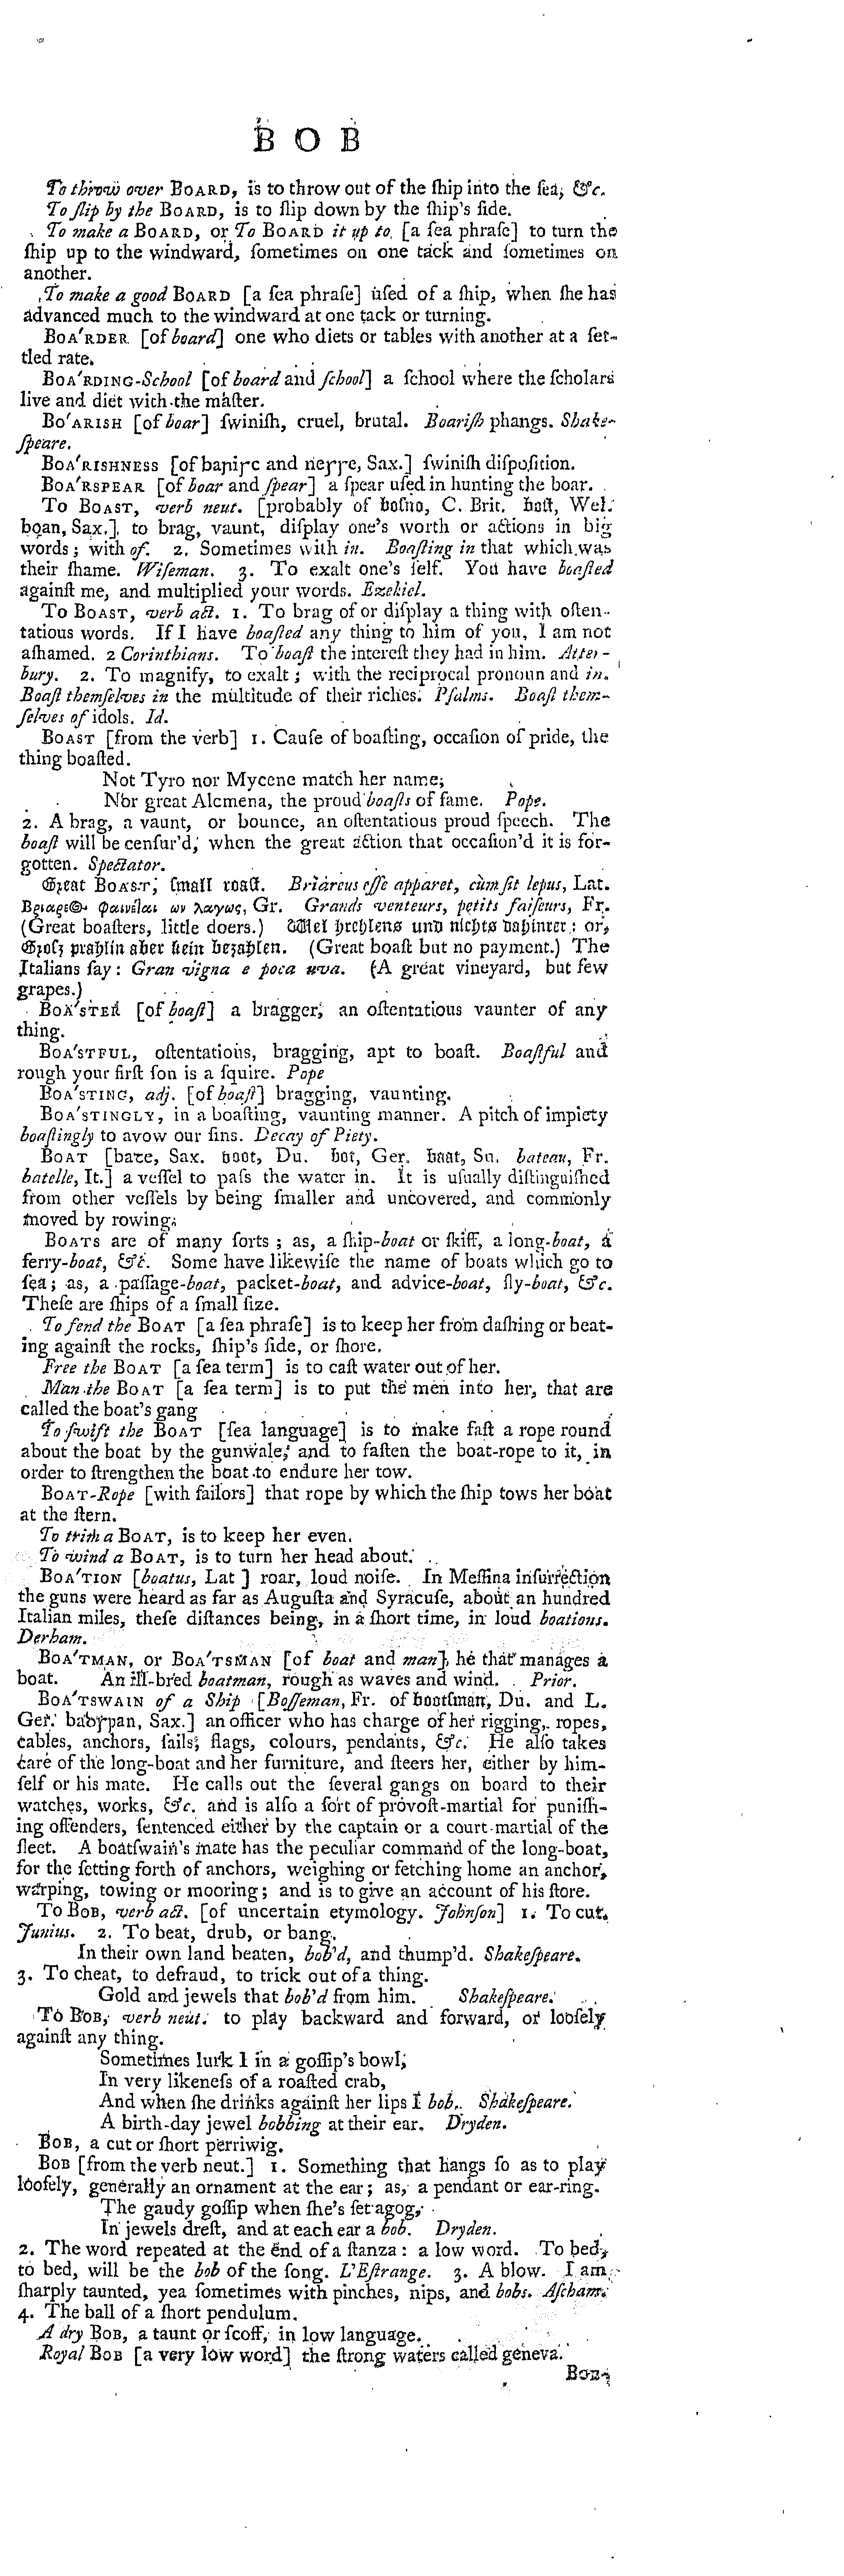 B O B
To throw over BOARD, is to throw out of the ſhip into the ſea, &c.
To ſlip by the BOARD, is to ſlip down by the ſhip's ſide.
To make a BOARD, or To BOARD it up to, [a ſea phraſe] to turn the
ſhip up to the windward, ſometimes on one tack and ſometimes on
another.
To make a good BOARD [a ſea phraſe] uſed of a ſhip, when ſhe has
advanced much to the windward at one tack or turning.
BOA'RDER [of board] one who diets or tables with another at a ſet-
tled rate.
BOA'RDING-School [of board and ſchool] a ſchool where the ſcholars
live and diet with the maſter.
BO'ARISH [of boar] ſwiniſh, cruel, brutal. Boariſh phangs. Shake-
ſpeare.
BOA'RISHNESS [of bariſc and neſſe, Sax.] ſwiniſh diſpoſition.
BOA'RSPEAR [of boar and ſpear] a ſpear uſed in hunting the boar.
To BOAST, verb neut. [probably of boſtio, C. Brit. boſt, Wel.
boan, Sax.] to brag, vaunt, diſplay one's worth or actions in big
words; with of. 2. Sometimes with in. Boaſting in that which was
their ſhame. Wiſeman. 3. To exalt one's ſelf. You have boaſted
againſt me, and multiplied your words. Ezekiel.
To BOAST, verb act. 1. To brag of or diſplay a thing with oſten-
tatious words. If I have boaſted any thing to him of you, I am not
aſhamed. 2 Corinthians. To boaſt the intereſt they had in him. Atter-
bury. 2. To magnify, to exalt; with the reciprocal pronoun and in.
Boaſt themſelves in the multitude of their riches. Pſalms. Boaſt them-
ſelves of idols. Id.
BOAST [from the verb] 1. Cauſe of boaſting, occaſion of pride, the
thing boaſted.
Not Tyro nor Mycene match her name;
Nor great Alcmena, the proud boaſts of fame. Pope.
2. A brag, a vaunt, or bounce, an oſtentatious proud ſpeech. The
boaſt will be cenſur'd, when the great action that occaſion'd it is for-
gotten. Spectator.
Great BOAST, ſmall roaſt. Briareus eſſe apparet, cùm ſit lepus, Lat.
Βριαρεος φαινεται ων λαγως, Gr. Grands venteurs, petits faiſeurs, Fr.
(Great boaſters, little doers.) Viel prehlens und nichts dahinter: or,
Groſz prahlin aber kein bezahlen. (Great boaſt but no payment.) The
Italians ſay: Gran vigna e poca uva. (A great vineyard, but few
grapes.)
BOA'STER [of boaſt] a bragger, an oſtentatious vaunter of any
thing.
BOA'STFUL, oſtentatious, bragging, apt to boaſt. Boaſtful and
rough your firſt ſon is a ſquire. Pope
BOA'STING, adj. [of boaſt] bragging, vaunting.
BOA'STINGLY, in a boaſting, vaunting manner. A pitch of impiety
boaſtingly to avow our ſins. Decay of Piety.
BOAT [bate, Sax. boot, Du. bot, Ger. baat, Su. bateau, Fr.
batelle, It.] a veſſel to paſs the water in. It is uſually diſtinguiſhed
from other veſſels by being ſmaller and uncovered, and commonly
moved by rowing.
BOATS are of many ſorts; as, a ſhip-boat or ſkiff, a long-boat, a
ferry-boat, &c. Some have likewiſe the name of boats which go to
ſea; as, a paſſage-boat, packet-boat, and advice-boat, fly-boat, &c.
Theſe are ſhips of a ſmall ſize.
To fend the BOAT [a ſea phraſe] is to keep her from daſhing or beat-
ing againſt the rocks, ſhip's ſide, or ſhore.
Free the BOAT [a ſea term] is to caſt water out of her.
Man the BOAT [a ſea term] is to put the men into her, that are
called the boat's gang
To ſwift the BOAT [ſea language] is to make faſt a rope round
about the boat by the gunwale, and to faſten the boat-rope to it, in
order to ſtrengthen the boat to endure her tow.
BOAT-Rope [with ſailors] that rope by which the ſhip tows her boat
at the ſtern.
To trim a BOAT, is to keep her even.
To wind a BOAT, is to turn her head about.
BOA'TION [boatus, Lat ] roar, loud noiſe. In Meſſina inſurrection
the guns were heard as far as Auguſta and Syracuſe, about an hundred
Italian miles, theſe diſtances being, in a ſhort time, in loud boations.
Derham.
BOA'TMAN, or BOA'TSMAN [of boat and man], he that manages a
boat. An ill-bred boatman, rough as waves and wind. Prior.
BOA'TSWAIN of a Ship [Boſſeman, Fr. of bootſman, Du. and L.
Ger. batſpan, Sax.] an officer who has charge of her rigging, ropes,
cables, anchors, ſails, flags, colours, pendants, &c. He alſo takes
care of the long-boat and her furniture, and ſteers her, either by him-
ſelf or his mate. He calls out the ſeveral gangs on board to their
watches, works, &c. and is alſo a ſort of provoſt-martial for puniſh-
ing offenders, ſentenced either by the captain or a court-martial of the
fleet. A boatſwain's mate has the peculiar command of the long-boat,
for the ſetting forth of anchors, weighing or fetching home an anchor,
warping, towing or mooring; and is to give an account of his ſtore.
To BOB, verb act. [of uncertain etymology. Johnſon] 1. To cut.
Junius. 2. To beat, drub, or bang.
In their own land beaten, bob'd, and thump'd. Shakeſpeare.
3. To cheat, to defraud, to trick out of a thing.
Gold and jewels that bob'd from him. Shakeſpeare.
To BOB, verb neut. to play backward and forward, or looſely
againſt any thing.
Sometimes lurk I in a goſſip's bowl,
In very likeneſs of a roaſted crab,
And when ſhe drinks againſt her lips I bob. Shakeſpeare.
A birth-day jewel bobbing at their ear. Dryden.
BOB, a cut or ſhort perriwig.
BOB [from the verb neut.] 1. Something that hangs ſo as to play
looſely, generally an ornament at the ear; as, a pendant or ear-ring.
The gaudy goſſip when ſhe's ſet agog,
In jewels dreſt, and at each ear a bob. Dryden.
2. The word repeated at the end of a ſtanza: a low word. To bed,
to bed, will be the bob of the ſong. L'Eſtrange. 3. A blow. I am
ſharply taunted, yea ſometimes with pinches, nips, and bobs. Aſcham.
4. The ball of a ſhort pendulum.
A dry BOB, a taunt or ſcoff, in low language.
Royal BOB [a very low word] the ſtrong waters called geneva.
BOB-